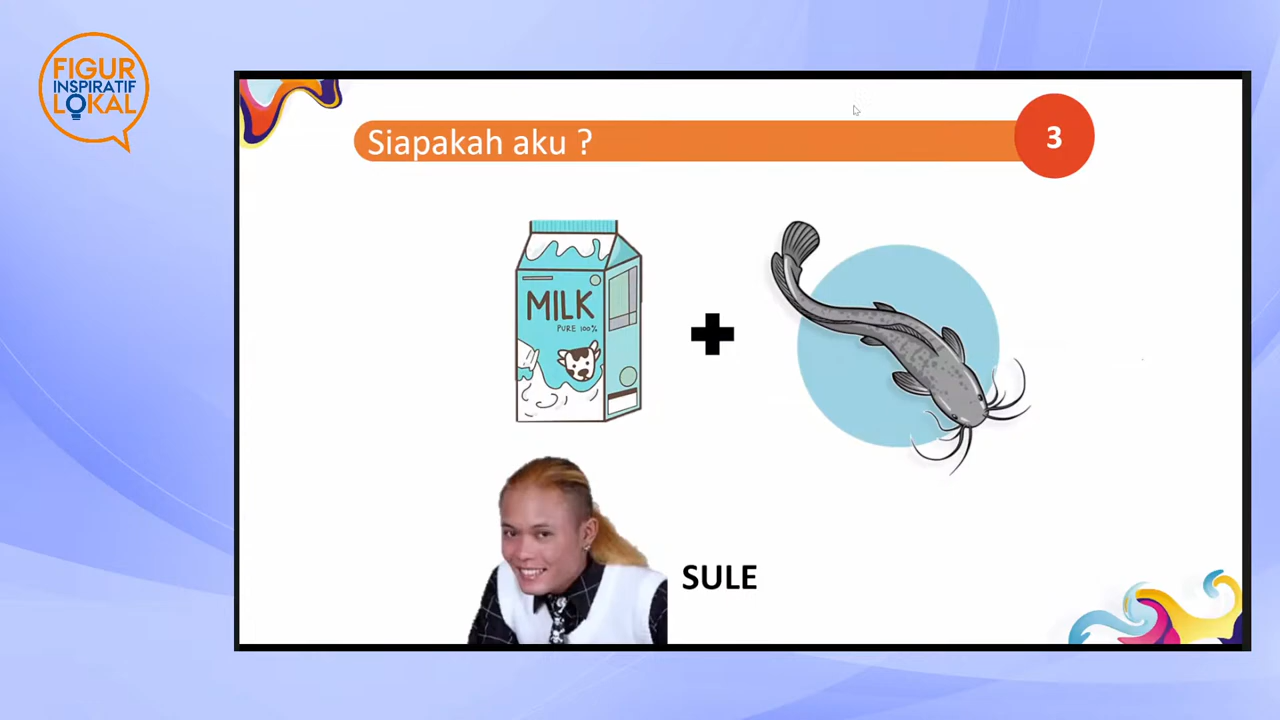 FIGUR
INSPIRATIF
LOKAL
Siapakah aku ?
3
MILK
PURE 100%
SULE